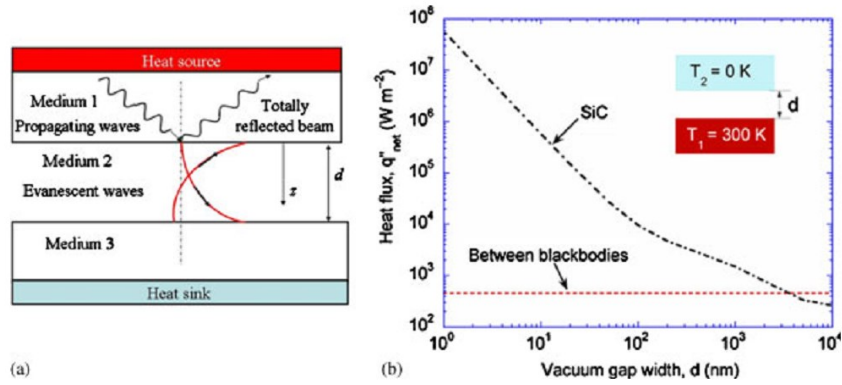 Heat source
Medium 1
Propagating waves
Totally
reflected beam
Medium 2
Evanescent waves
z
d
Medium 3
Heat sink
(a)
Heat flux, q"net (W m⁻²)
10⁸
10⁷
10⁶
10⁵
10⁴
10³
10²
SiC
T₂ = 0 K
d
T₁ = 300 K
Between blackbodies
10⁰
10¹
10²
10³
10⁴
Vacuum gap width, d (nm)
(b)